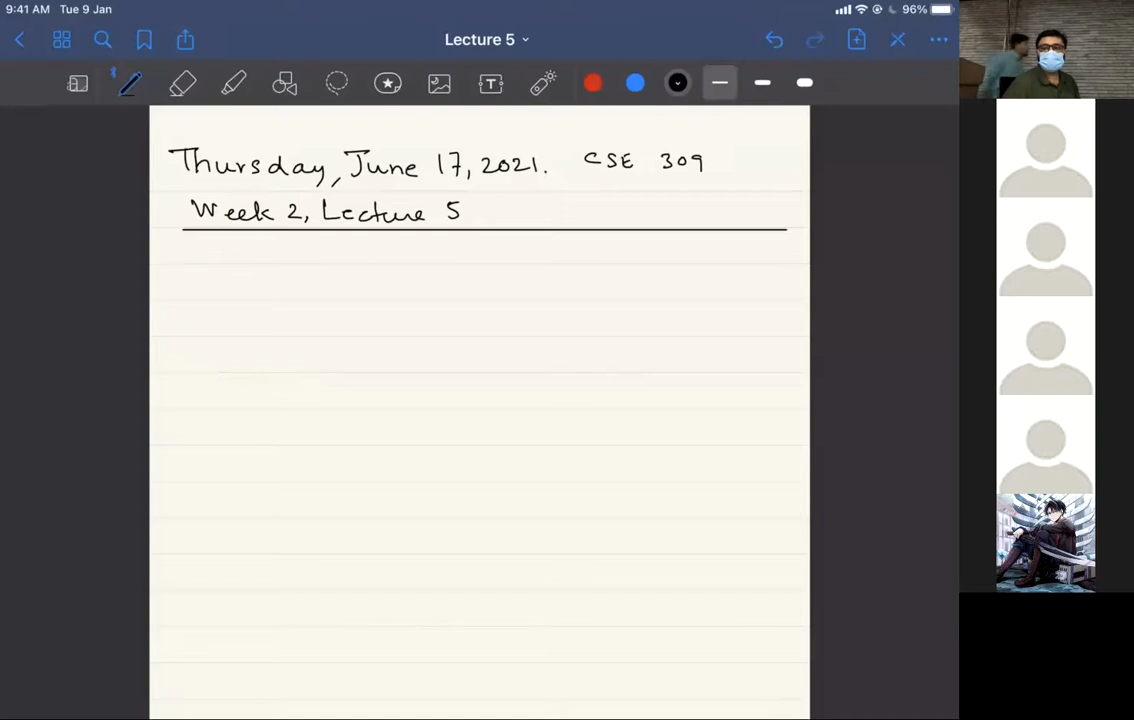 9:41 AM Tue 9 Jan 96%
Lecture 5
T
Thursday, June 17, 2021. CSE 309
Week 2, Lecture 5